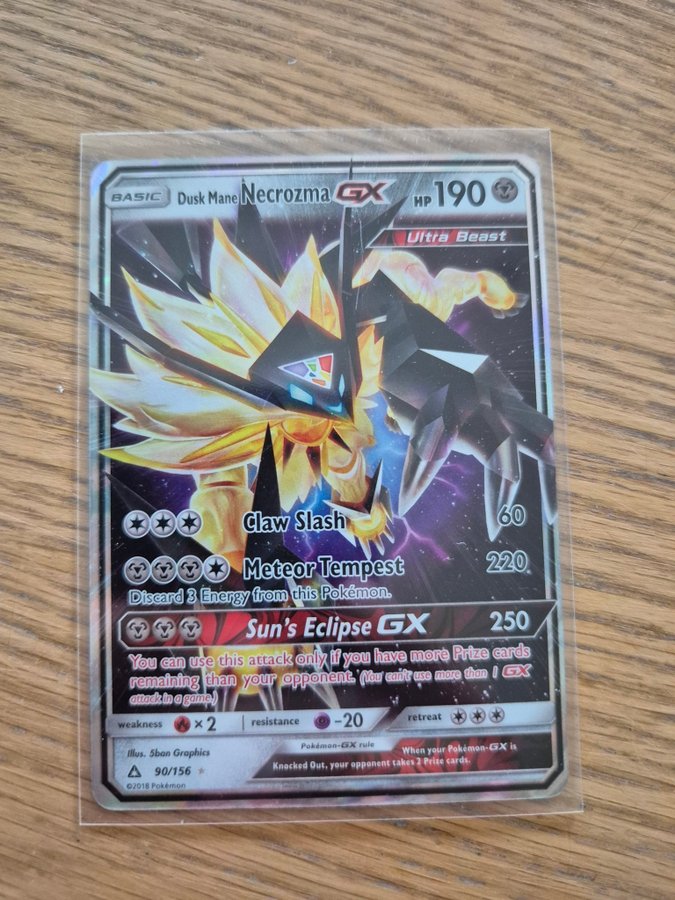 BASIC Dusk Mane Necrozma GX HP 190
Ultra Beast
Claw Slash 60
Meteor Tempest 220
Discard 3 Energy from this Pokémon.
Sun's Eclipse GX 250
You can use this attack only if you have more Prize cards
remaining than your opponent. (You can't use more than 1 GX
attack in a game.)
weakness ×2 resistance -20 retreat
Illus. 5ban Graphics
90/156
©2018 Pokémon
Pokémon-GX rule
When your Pokémon-GX is
Knocked Out, your opponent takes 2 Prize cards.